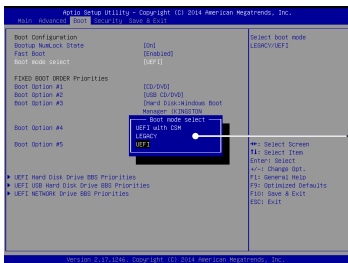 Aptio Setup Utility - Copyright (C) 2014 American Megatrends, Inc.
Main Advanced Boot Security Save & Exit
Boot Configuration
Bootup NumLock State [On]
Fast Boot [Enabled]
Boot mode select [UEFI]
FIXED BOOT ORDER Priorities
Boot Option #1 [CD/DVD]
Boot Option #2 [USB CD/DVD]
Boot Option #3 [Hard Disk:Windows Boot
Manager (KINGSTON
Boot Option #4
Boot Option #5
Boot mode select
UEFI with CSM
LEGACY
UEFI
UEFI Hard Disk Drive BBS Priorities
UEFI USB Hard Disk Drive BBS Priorities
UEFI NETWORK Drive BBS Priorities
Select boot mode
LEGACY/UEFI
→←: Select Screen
↑↓: Select Item
Enter: Select
+/-: Change Opt.
F1: General Help
F9: Optimized Defaults
F10: Save & Exit
ESC: Exit
Version 2.17.1246. Copyright (C) 2014 American Megatrends, Inc.